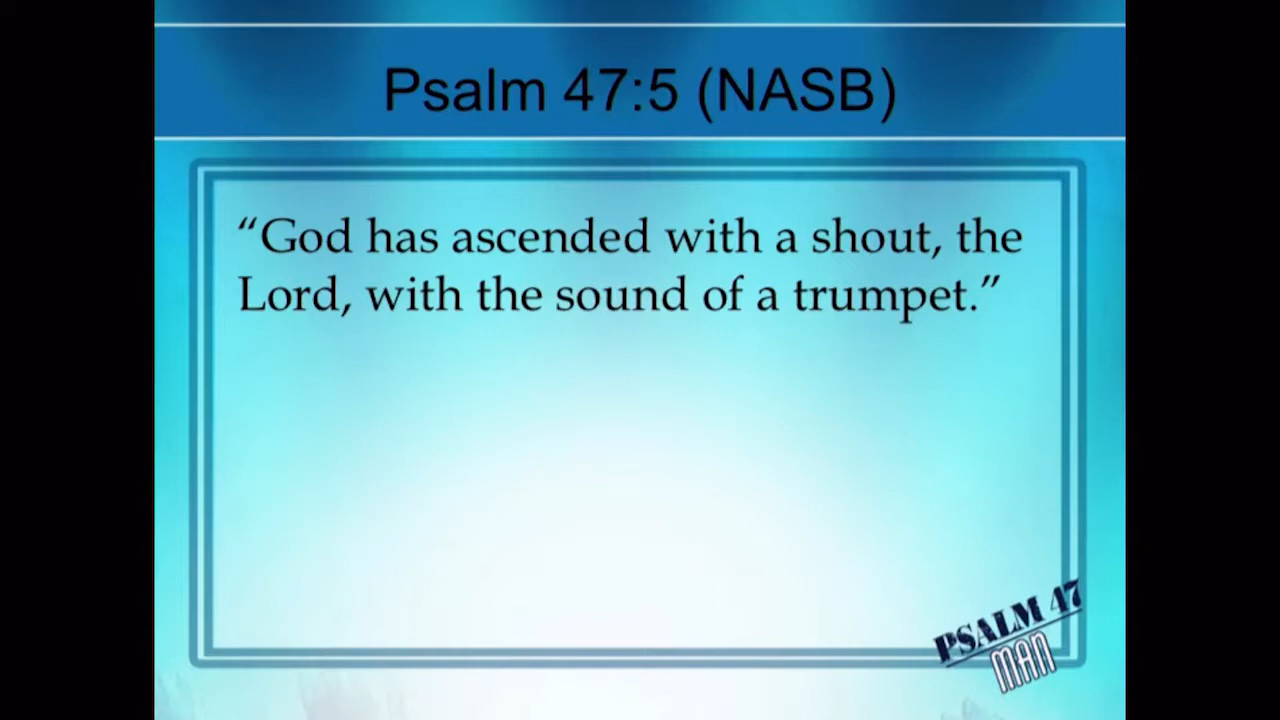 Psalm 47:5 (NASB)
“God has ascended with a shout, the
Lord, with the sound of a trumpet.”
PSALM 47
MAN